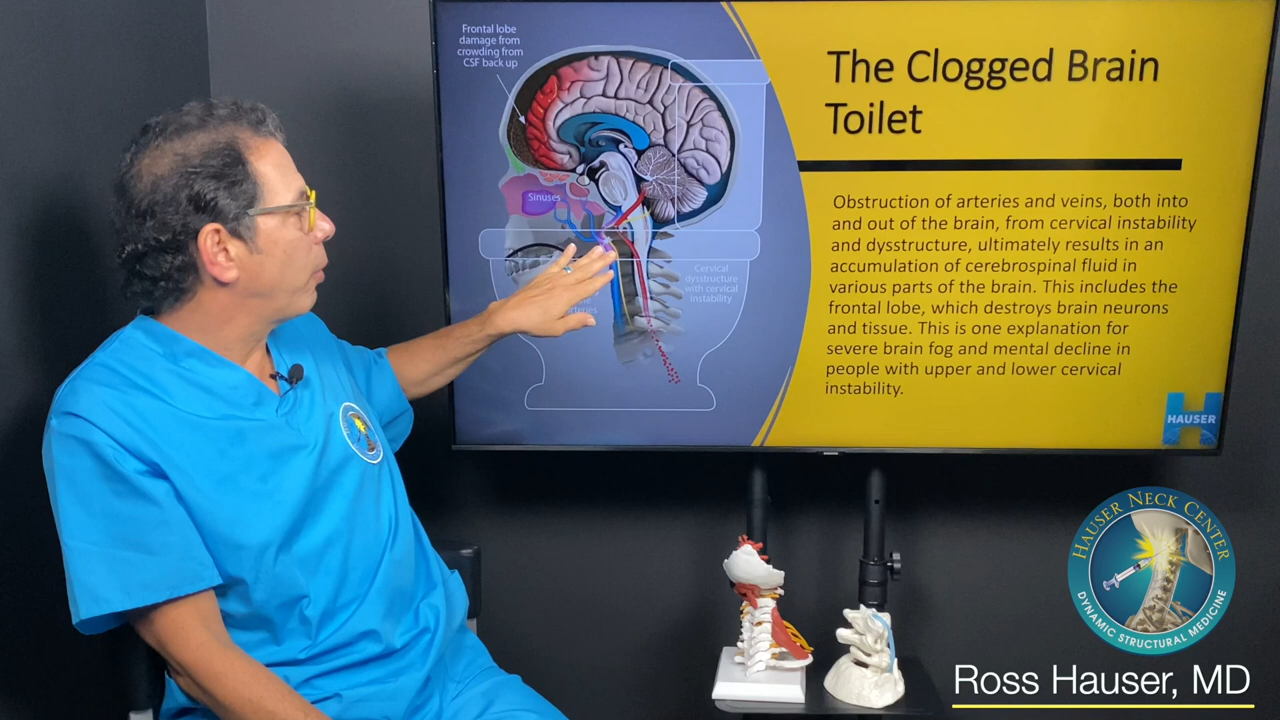 Frontal lobe
damage from
crowding from
CSF back up
Sinuses
Cervical
dysstructure
with cervical
instability
The Clogged Brain
Toilet
Obstruction of arteries and veins, both into
and out of the brain, from cervical instability
and dysstructure, ultimately results in an
accumulation of cerebrospinal fluid in
various parts of the brain. This includes the
frontal lobe, which destroys brain neurons
and tissue. This is one explanation for
severe brain fog and mental decline in
people with upper and lower cervical
instability.
HAUSER
HAUSER NECK CENTER
DYNAMIC STRUCTURAL MEDICINE
Ross Hauser, MD